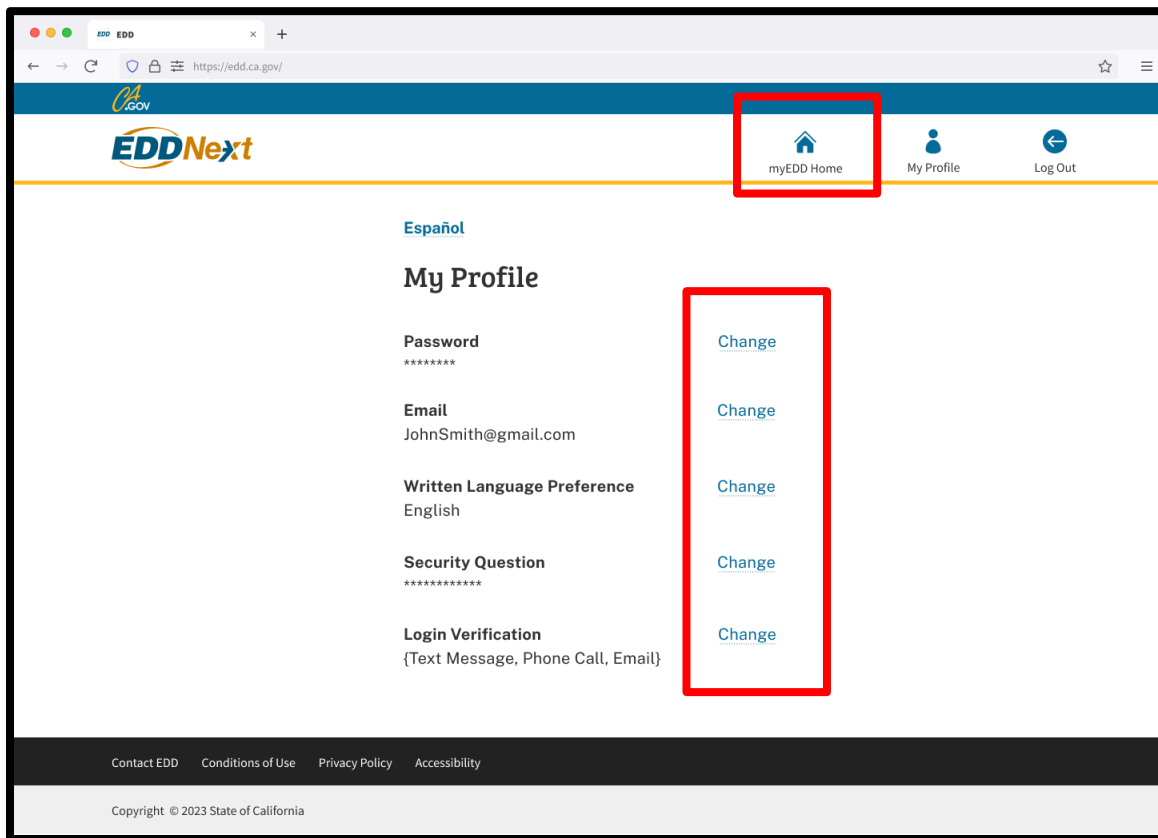 EDD EDD
https://edd.ca.gov/
CA.GOV
EDDNext
myEDD Home
My Profile
Log Out
Español
My Profile
Password
Change
********
Email
Change
JohnSmith@gmail.com
Written Language Preference
Change
English
Security Question
Change
************
Login Verification
Change
{Text Message, Phone Call, Email}
Contact EDD Conditions of Use Privacy Policy Accessibility
Copyright © 2023 State of California